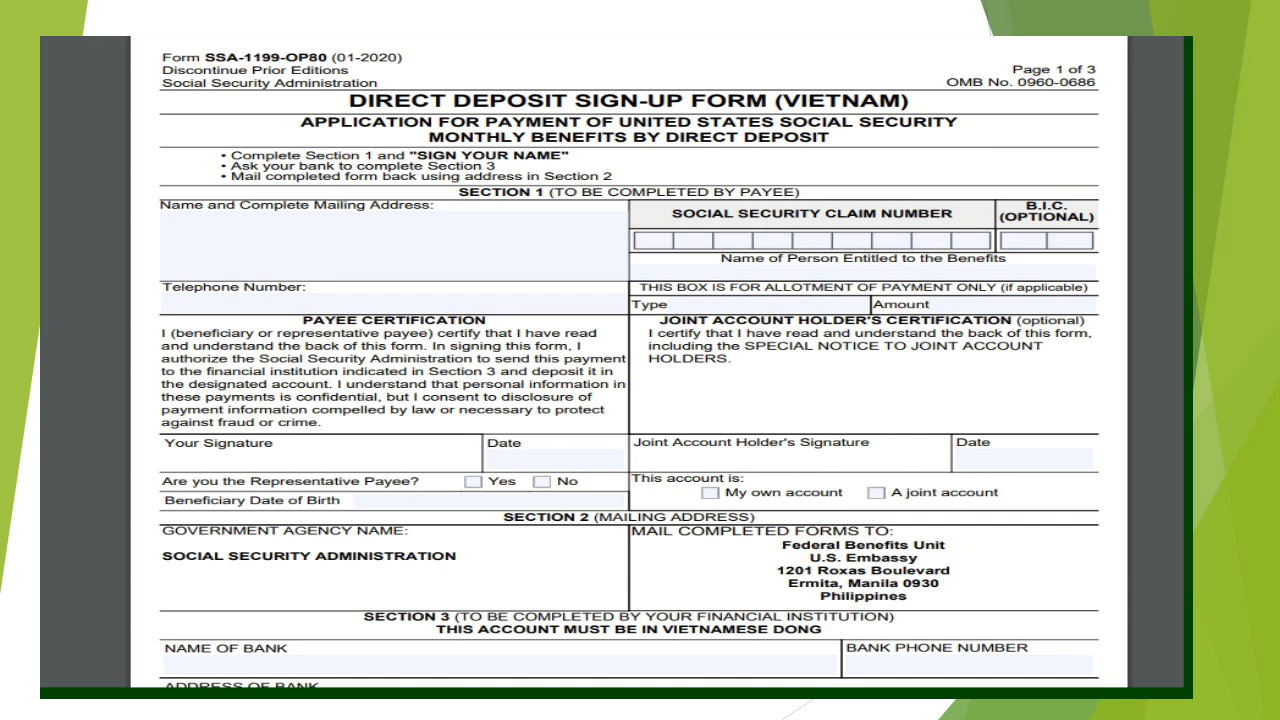 Form SSA-1199-OP80 (01-2020)
Discontinue Prior Editions
Social Security Administration
Page 1 of 3
OMB No. 0960-0686
DIRECT DEPOSIT SIGN-UP FORM (VIETNAM)
APPLICATION FOR PAYMENT OF UNITED STATES SOCIAL SECURITY
MONTHLY BENEFITS BY DIRECT DEPOSIT
• Complete Section 1 and "SIGN YOUR NAME"
• Ask your bank to complete Section 3
• Mail completed form back using address in Section 2
SECTION 1 (TO BE COMPLETED BY PAYEE)
Name and Complete Mailing Address:
SOCIAL SECURITY CLAIM NUMBER
B.I.C.
(OPTIONAL)
Name of Person Entitled to the Benefits
Telephone Number:
THIS BOX IS FOR ALLOTMENT OF PAYMENT ONLY (if applicable)
Type
Amount
PAYEE CERTIFICATION
I (beneficiary or representative payee) certify that I have read
and understand the back of this form. In signing this form, I
authorize the Social Security Administration to send this payment
to the financial institution indicated in Section 3 and deposit it in
the designated account. I understand that personal information in
these payments is confidential, but I consent to disclosure of
payment information compelled by law or necessary to protect
against fraud or crime.
JOINT ACCOUNT HOLDER'S CERTIFICATION (optional)
I certify that I have read and understand the back of this form,
including the SPECIAL NOTICE TO JOINT ACCOUNT
HOLDERS.
Your Signature
Date
Joint Account Holder's Signature
Date
Are you the Representative Payee? Yes No
Beneficiary Date of Birth
This account is:
My own account A joint account
SECTION 2 (MAILING ADDRESS)
GOVERNMENT AGENCY NAME:
SOCIAL SECURITY ADMINISTRATION
MAIL COMPLETED FORMS TO:
Federal Benefits Unit
U.S. Embassy
1201 Roxas Boulevard
Ermita, Manila 0930
Philippines
SECTION 3 (TO BE COMPLETED BY YOUR FINANCIAL INSTITUTION)
THIS ACCOUNT MUST BE IN VIETNAMESE DONG
NAME OF BANK
BANK PHONE NUMBER
ADDRESS OF BANK